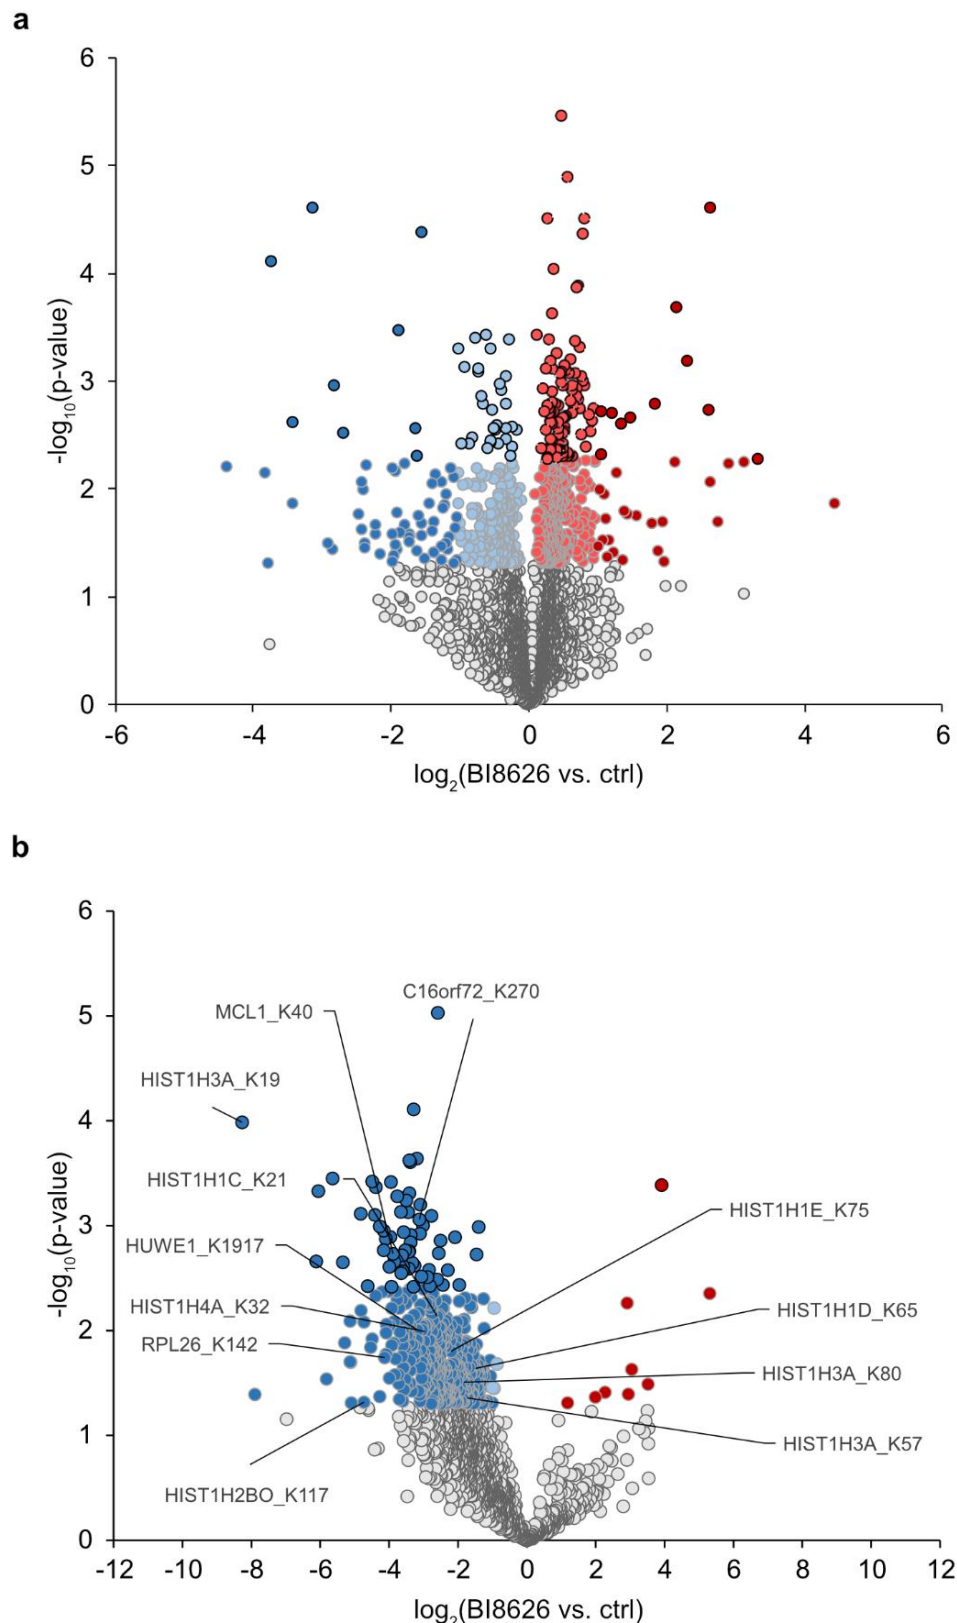 a
6
5
4
3
2
1
0
-log10(p-value)
-6 -4 -2 0 2 4 6
log2(BI8626 vs. ctrl)
b
6
5
4
3
2
1
0
-log10(p-value)
C16orf72_K270
MCL1_K40
HIST1H3A_K19
HIST1H1C_K21
HIST1H1E_K75
HUWE1_K1917
HIST1H4A_K32
HIST1H1D_K65
RPL26_K142
HIST1H3A_K80
HIST1H3A_K57
HIST1H2BO_K117
-12 -10 -8 -6 -4 -2 0 2 4 6 8 10 12
log2(BI8626 vs. ctrl)